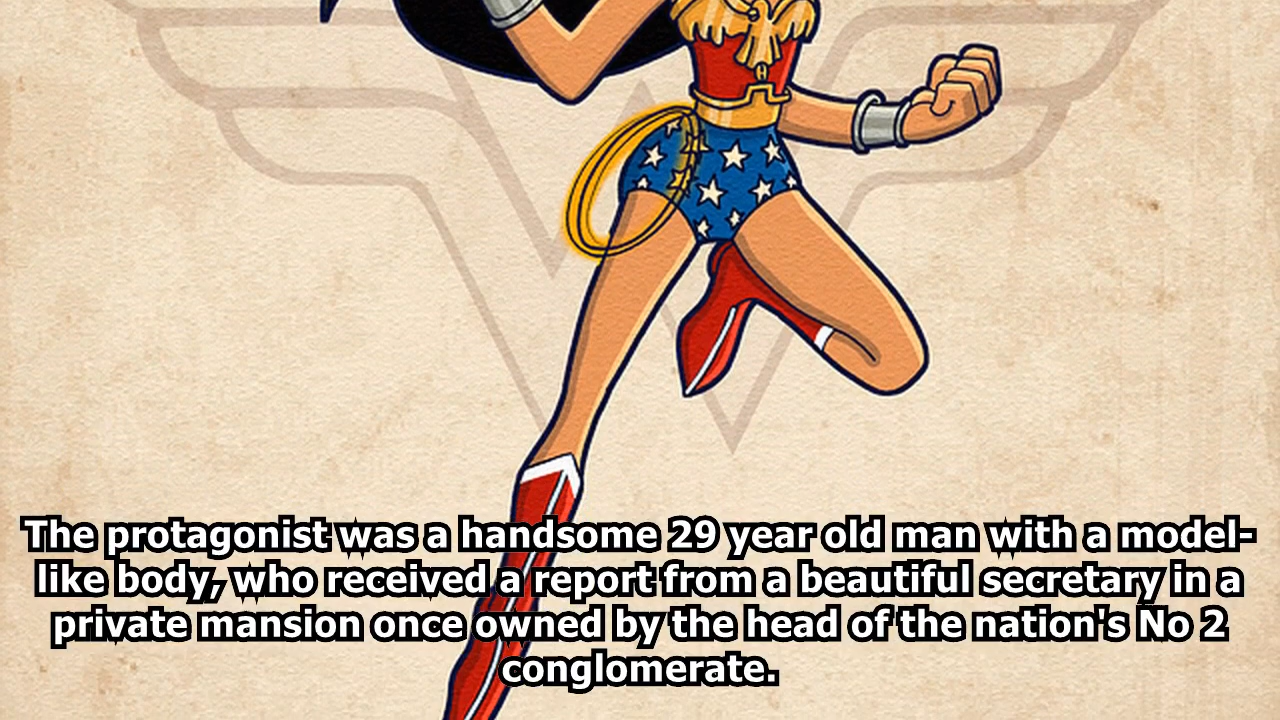 The protagonist was a handsome 29 year old man with a model-
like body, who received a report from a beautiful secretary in a
private mansion once owned by the head of the nation's No 2
conglomerate.